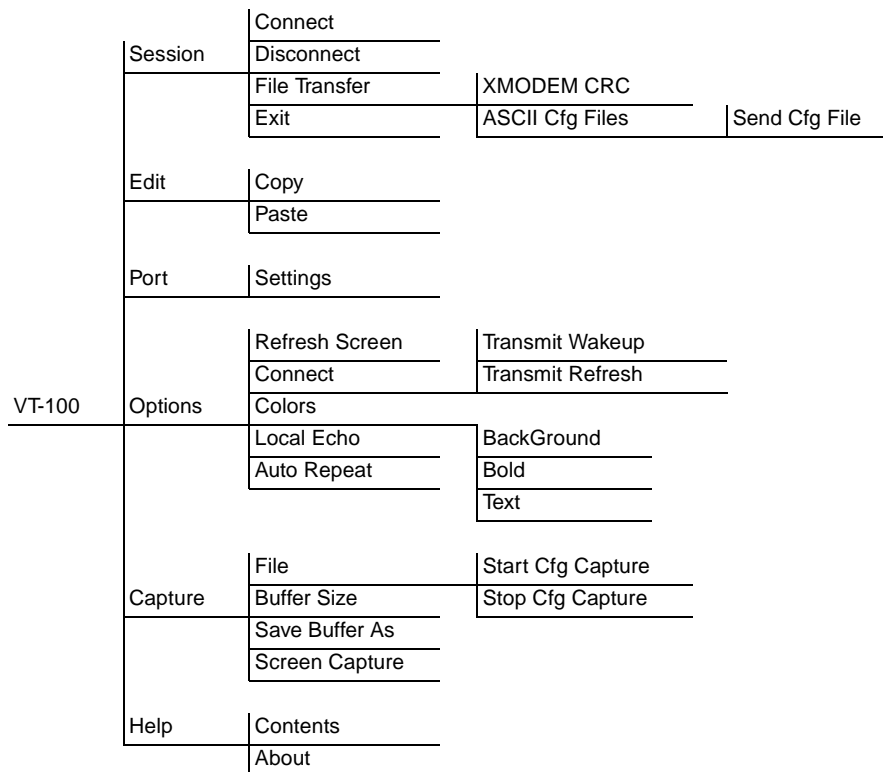 Connect
Session Disconnect
File Transfer XMODEM CRC
Exit ASCII Cfg Files Send Cfg File
Edit Copy
Paste
Port Settings
Refresh Screen Transmit Wakeup
Connect Transmit Refresh
VT-100 Options Colors
Local Echo BackGround
Auto Repeat Bold
Text
File Start Cfg Capture
Capture Buffer Size Stop Cfg Capture
Save Buffer As
Screen Capture
Help Contents
About